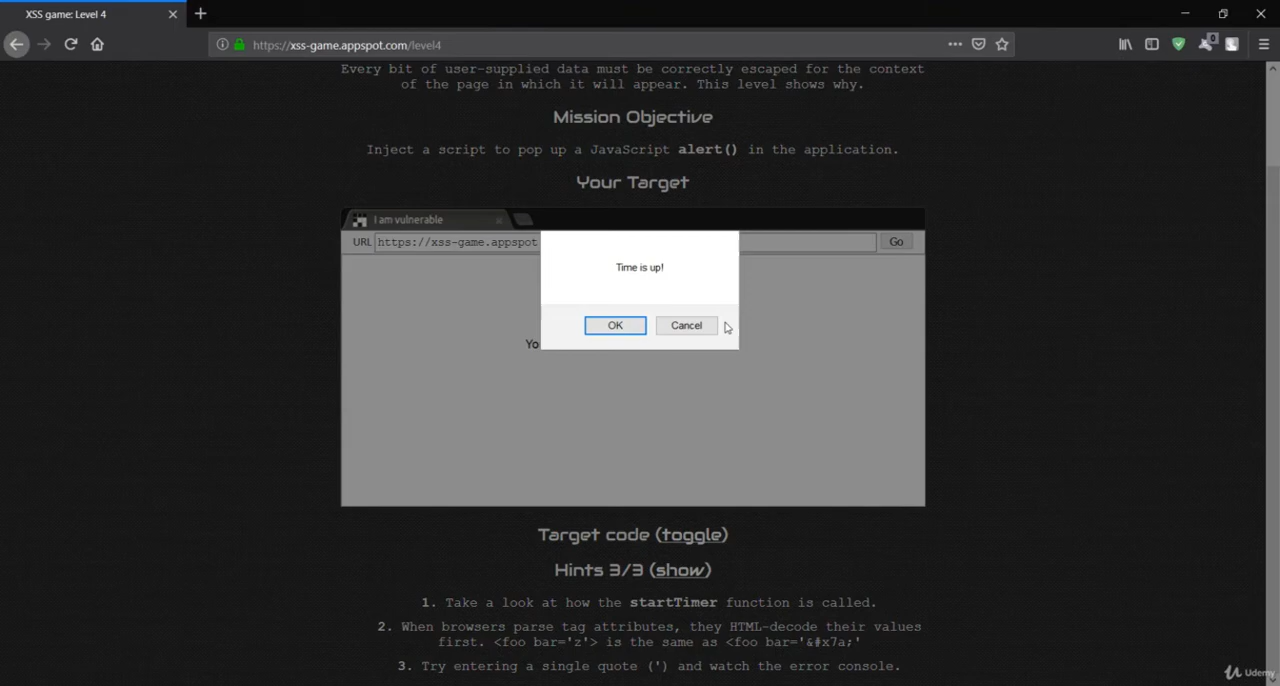 XSS game: Level 4
https://xss-game.appspot.com/level4
0
Every bit of user-supplied data must be correctly escaped for the context
of the page in which it will appear. This level shows why.
Mission Objective
Inject a script to pop up a JavaScript alert() in the application.
Your Target
I am vulnerable
URL https://xss-game.appspot Go
Time is up!
OK Cancel
Yo
Target code (toggle)
Hints 3/3 (show)
1. Take a look at how the startTimer function is called.
2. When browsers parse tag attributes, they HTML-decode their values
first. <foo bar='z'> is the same as <foo bar='&#x7a;'
3. Try entering a single quote (') and watch the error console.
Udemy